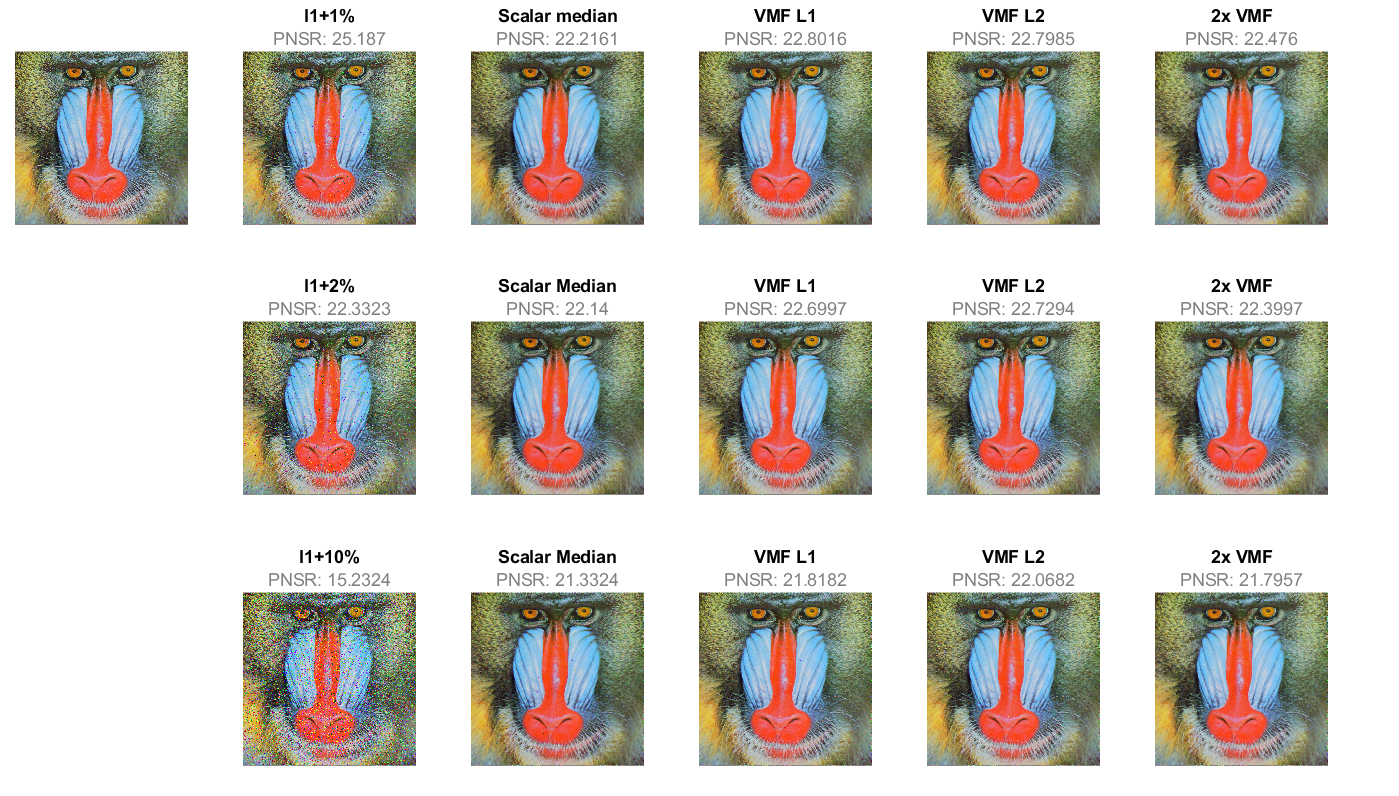 I1+1%
PNSR: 25.187
Scalar median
PNSR: 22.2161
VMF L1
PNSR: 22.8016
VMF L2
PNSR: 22.7985
2x VMF
PNSR: 22.476
I1+2%
PNSR: 22.3323
Scalar Median
PNSR: 22.14
VMF L1
PNSR: 22.6997
VMF L2
PNSR: 22.7294
2x VMF
PNSR: 22.3997
I1+10%
PNSR: 15.2324
Scalar Median
PNSR: 21.3324
VMF L1
PNSR: 21.8182
VMF L2
PNSR: 22.0682
2x VMF
PNSR: 21.7957